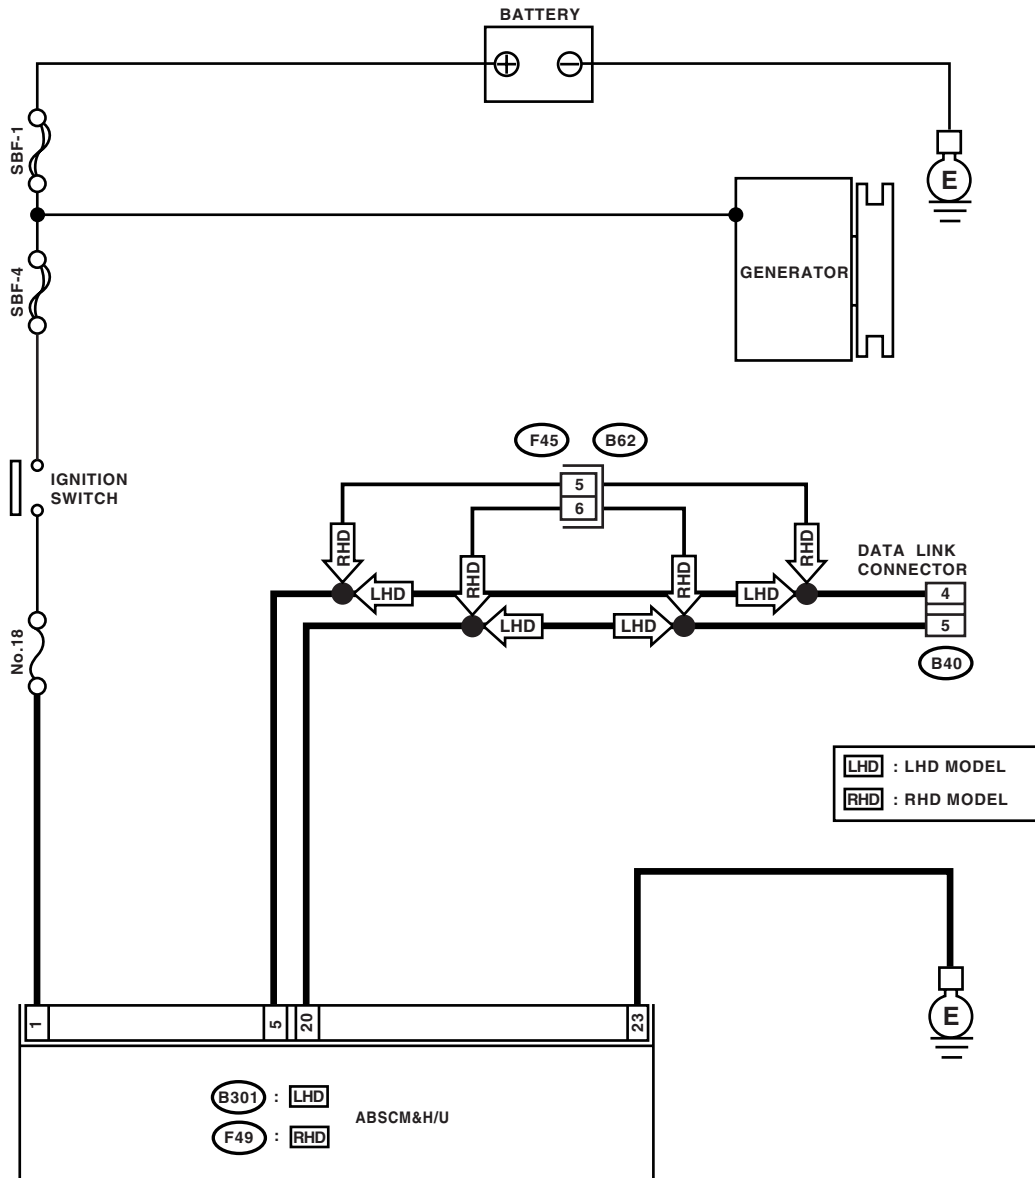 BATTERY
SBF-1
E
GENERATOR
SBF-4
F45 B62
IGNITION
SWITCH
5
6
RHD RHD RHD RHD
DATA LINK
CONNECTOR
LHD LHD 4
LHD LHD 5
No.18
B40
LHD : LHD MODEL
RHD : RHD MODEL
E
1 5 20 23
B301 : LHD
ABSCM&H/U
F49 : RHD